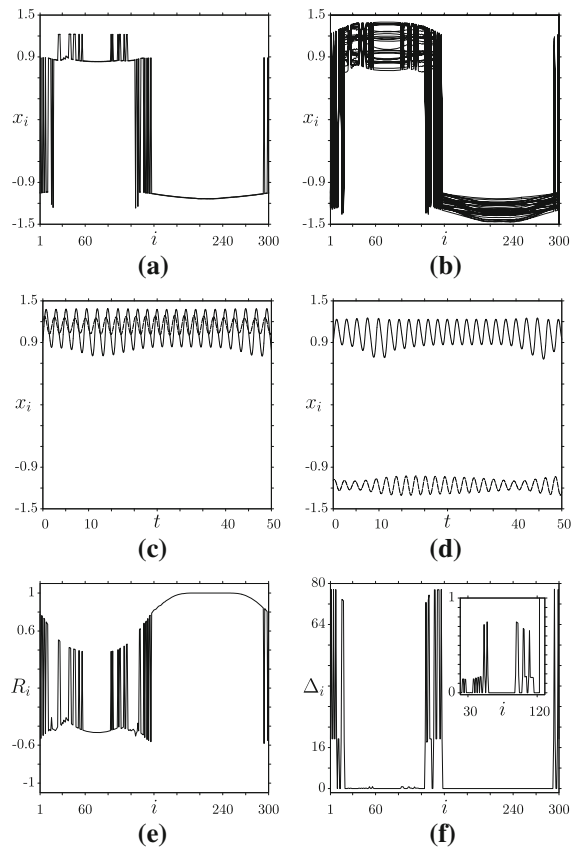 1.5
0.9
x_i
-0.9
-1.5
1 60 i 240 300
(a)
1.5
0.9
x_i
-0.9
-1.5
1 60 i 240 300
(b)
1.5
0.9
x_i
-0.9
-1.5
0 10 t 40 50
(c)
1.5
0.9
x_i
-0.9
-1.5
0 10 t 40 50
(d)
1
0.6
R_i
-0.6
-1
1 60 i 240 300
(e)
80
64
Δ_i
16
0
1 60 i 240 300
1
0
30 i 120
(f)